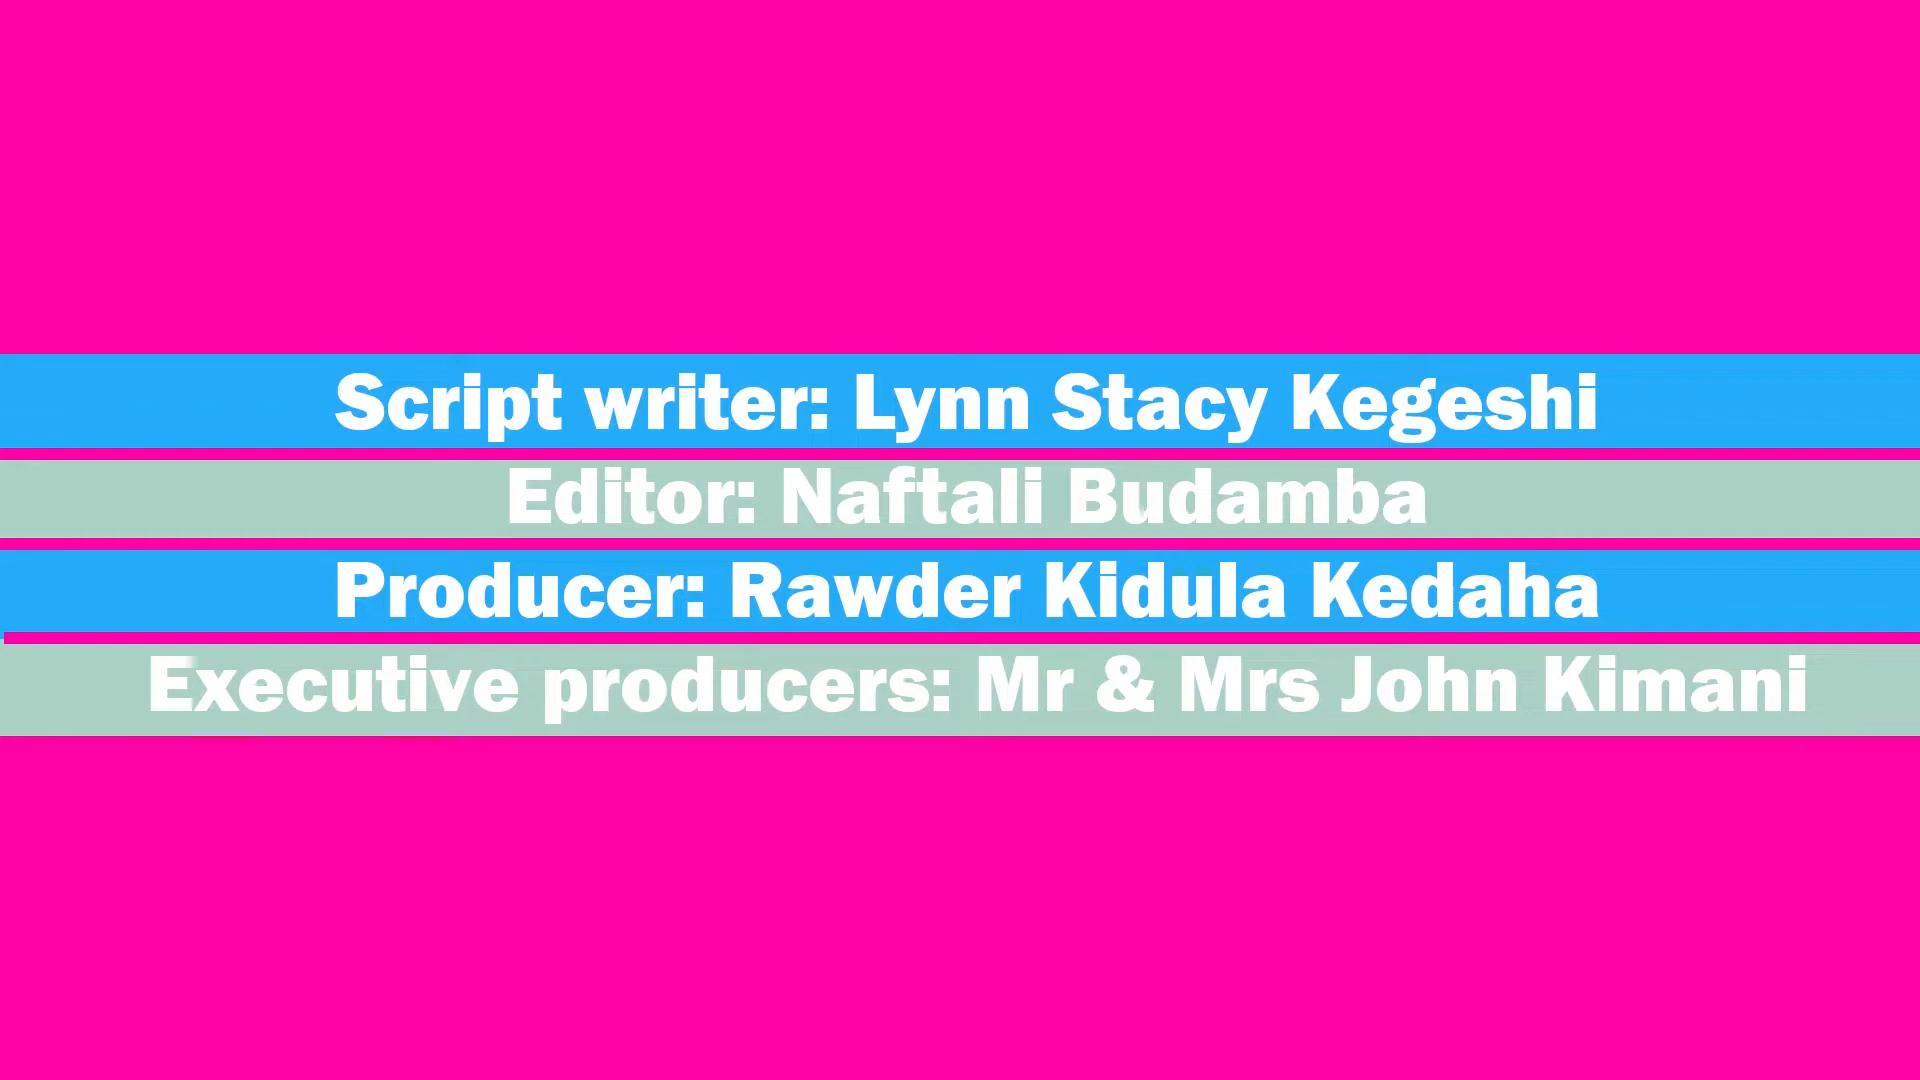 Script writer: Lynn Stacy Kegeshi
Editor: Naftali Budamba
Producer: Rawder Kidula Kedaha
Executive producers: Mr & Mrs John Kimani